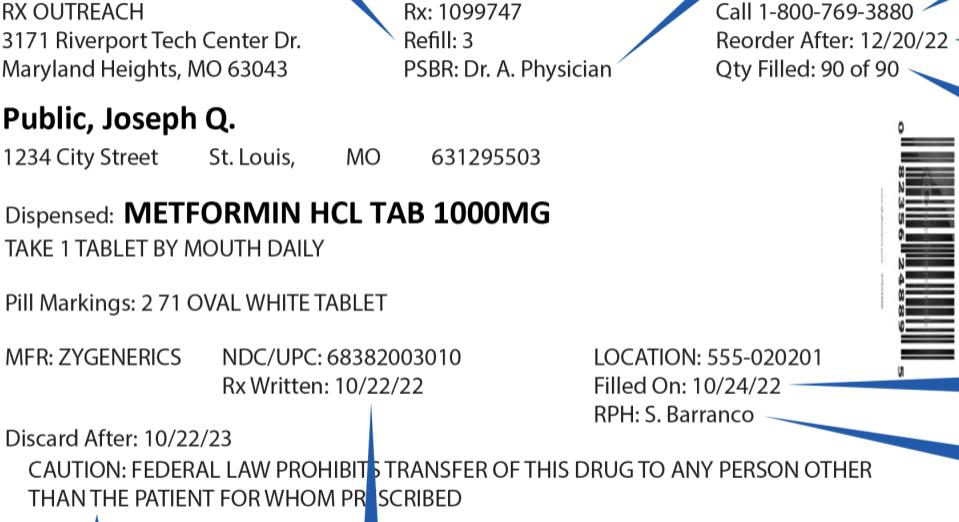 RX OUTREACH
3171 Riverport Tech Center Dr.
Maryland Heights, MO 63043
Rx: 1099747
Refill: 3
PSBR: Dr. A. Physician
Call 1-800-769-3880
Reorder After: 12/20/22
Qty Filled: 90 of 90
Public, Joseph Q.
1234 City Street St. Louis, MO 631295503
Dispensed: METFORMIN HCL TAB 1000MG
TAKE 1 TABLET BY MOUTH DAILY
Pill Markings: 2 71 OVAL WHITE TABLET
MFR: ZYGENERICS
NDC/UPC: 68382003010
Rx Written: 10/22/22
LOCATION: 555-020201
Filled On: 10/24/22
RPH: S. Barranco
Discard After: 10/22/23
CAUTION: FEDERAL LAW PROHIBITS TRANSFER OF THIS DRUG TO ANY PERSON OTHER
THAN THE PATIENT FOR WHOM PRESCRIBED
0 82356 24889 5